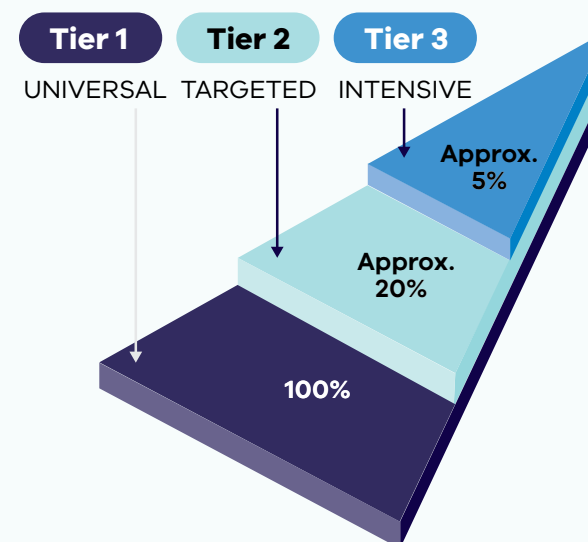 Tier 1
Tier 2
Tier 3
UNIVERSAL
TARGETED
INTENSIVE
Approx.
5%
Approx.
20%
100%